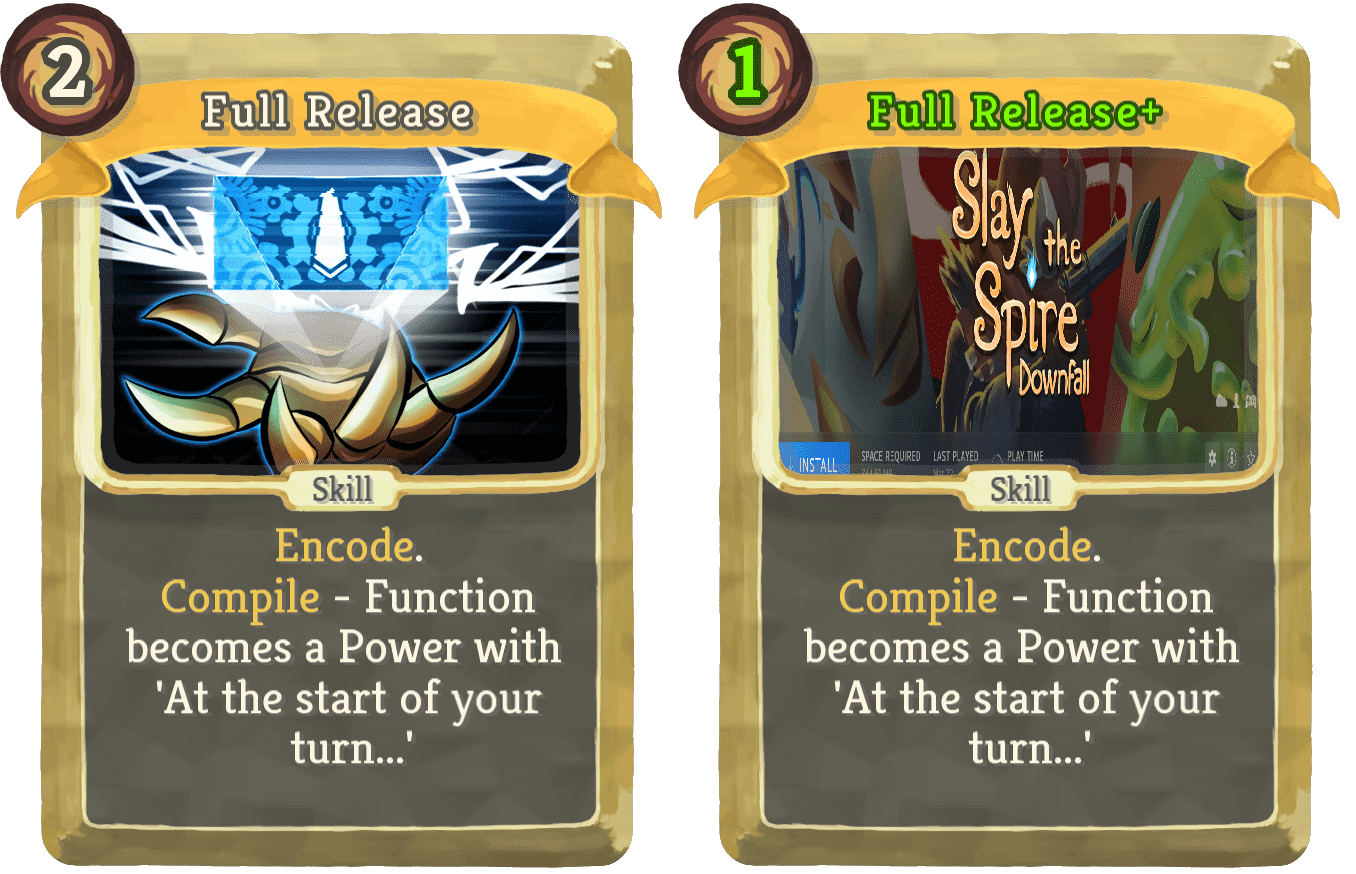 2
Full Release
Skill
Encode.
Compile - Function
becomes a Power with
'At the start of your
turn...'
1
Full Release+
Slay
the
Spire
Downfall
INSTALL
SPACE REQUIRED
LAST PLAYED
PLAY TIME
Skill
Encode.
Compile - Function
becomes a Power with
'At the start of your
turn...'